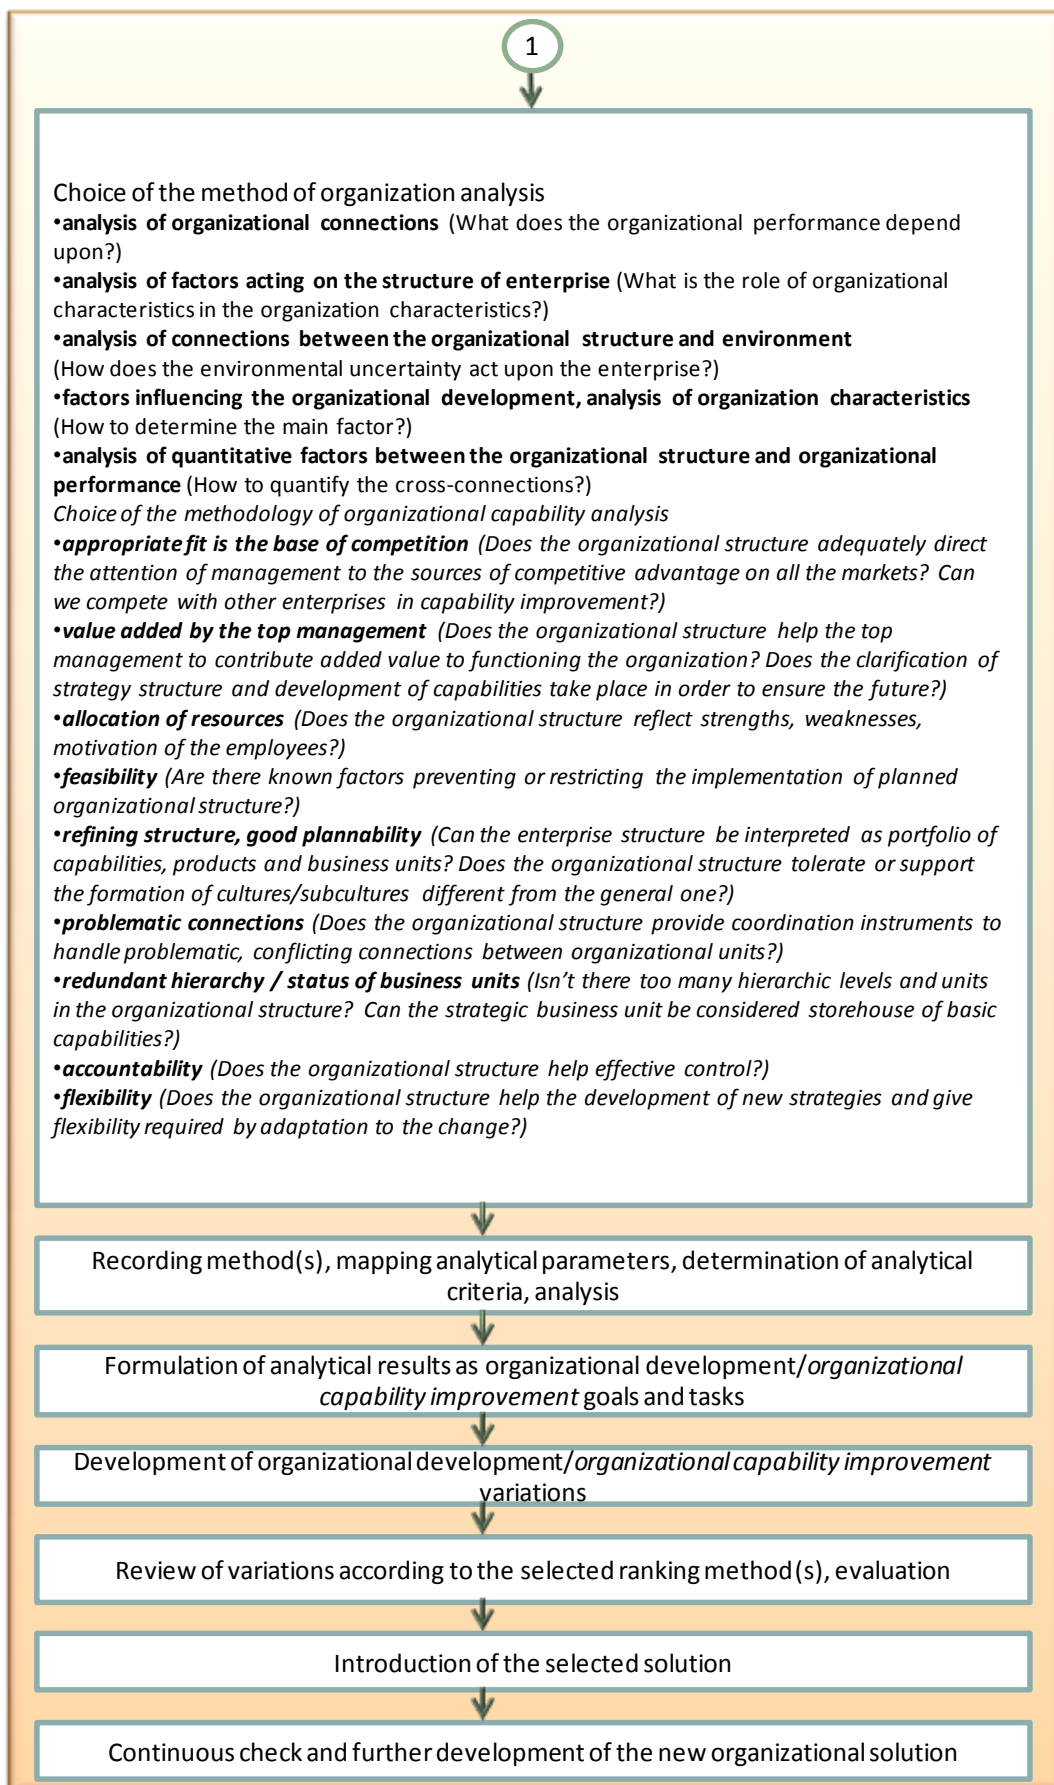 1
Choice of the method of organization analysis
•analysis of organizational connections (What does the organizational performance depend
upon?)
•analysis of factors acting on the structure of enterprise (What is the role of organizational
characteristics in the organization characteristics?)
•analysis of connections between the organizational structure and environment
(How does the environmental uncertainty act upon the enterprise?)
•factors influencing the organizational development, analysis of organization characteristics
(How to determine the main factor?)
•analysis of quantitative factors between the organizational structure and organizational
performance (How to quantify the cross-connections?)
Choice of the methodology of organizational capability analysis
•appropriate fit is the base of competition (Does the organizational structure adequately direct
the attention of management to the sources of competitive advantage on all the markets? Can
we compete with other enterprises in capability improvement?)
•value added by the top management (Does the organizational structure help the top
management to contribute added value to functioning the organization? Does the clarification of
strategy structure and development of capabilities take place in order to ensure the future?)
•allocation of resources (Does the organizational structure reflect strengths, weaknesses,
motivation of the employees?)
•feasibility (Are there known factors preventing or restricting the implementation of planned
organizational structure?)
•refining structure, good plannability (Can the enterprise structure be interpreted as portfolio of
capabilities, products and business units? Does the organizational structure tolerate or support
the formation of cultures/subcultures different from the general one?)
•problematic connections (Does the organizational structure provide coordination instruments to
handle problematic, conflicting connections between organizational units?)
•redundant hierarchy / status of business units (Isn't there too many hierarchic levels and units
in the organizational structure? Can the strategic business unit be considered storehouse of basic
capabilities?)
•accountability (Does the organizational structure help effective control?)
•flexibility (Does the organizational structure help the development of new strategies and give
flexibility required by adaptation to the change?)
Recording method(s), mapping analytical parameters, determination of analytical
criteria, analysis
Formulation of analytical results as organizational development/organizational
capability improvement goals and tasks
Development of organizational development/organizational capability improvement
variations
Review of variations according to the selected ranking method(s), evaluation
Introduction of the selected solution
Continuous check and further development of the new organizational solution